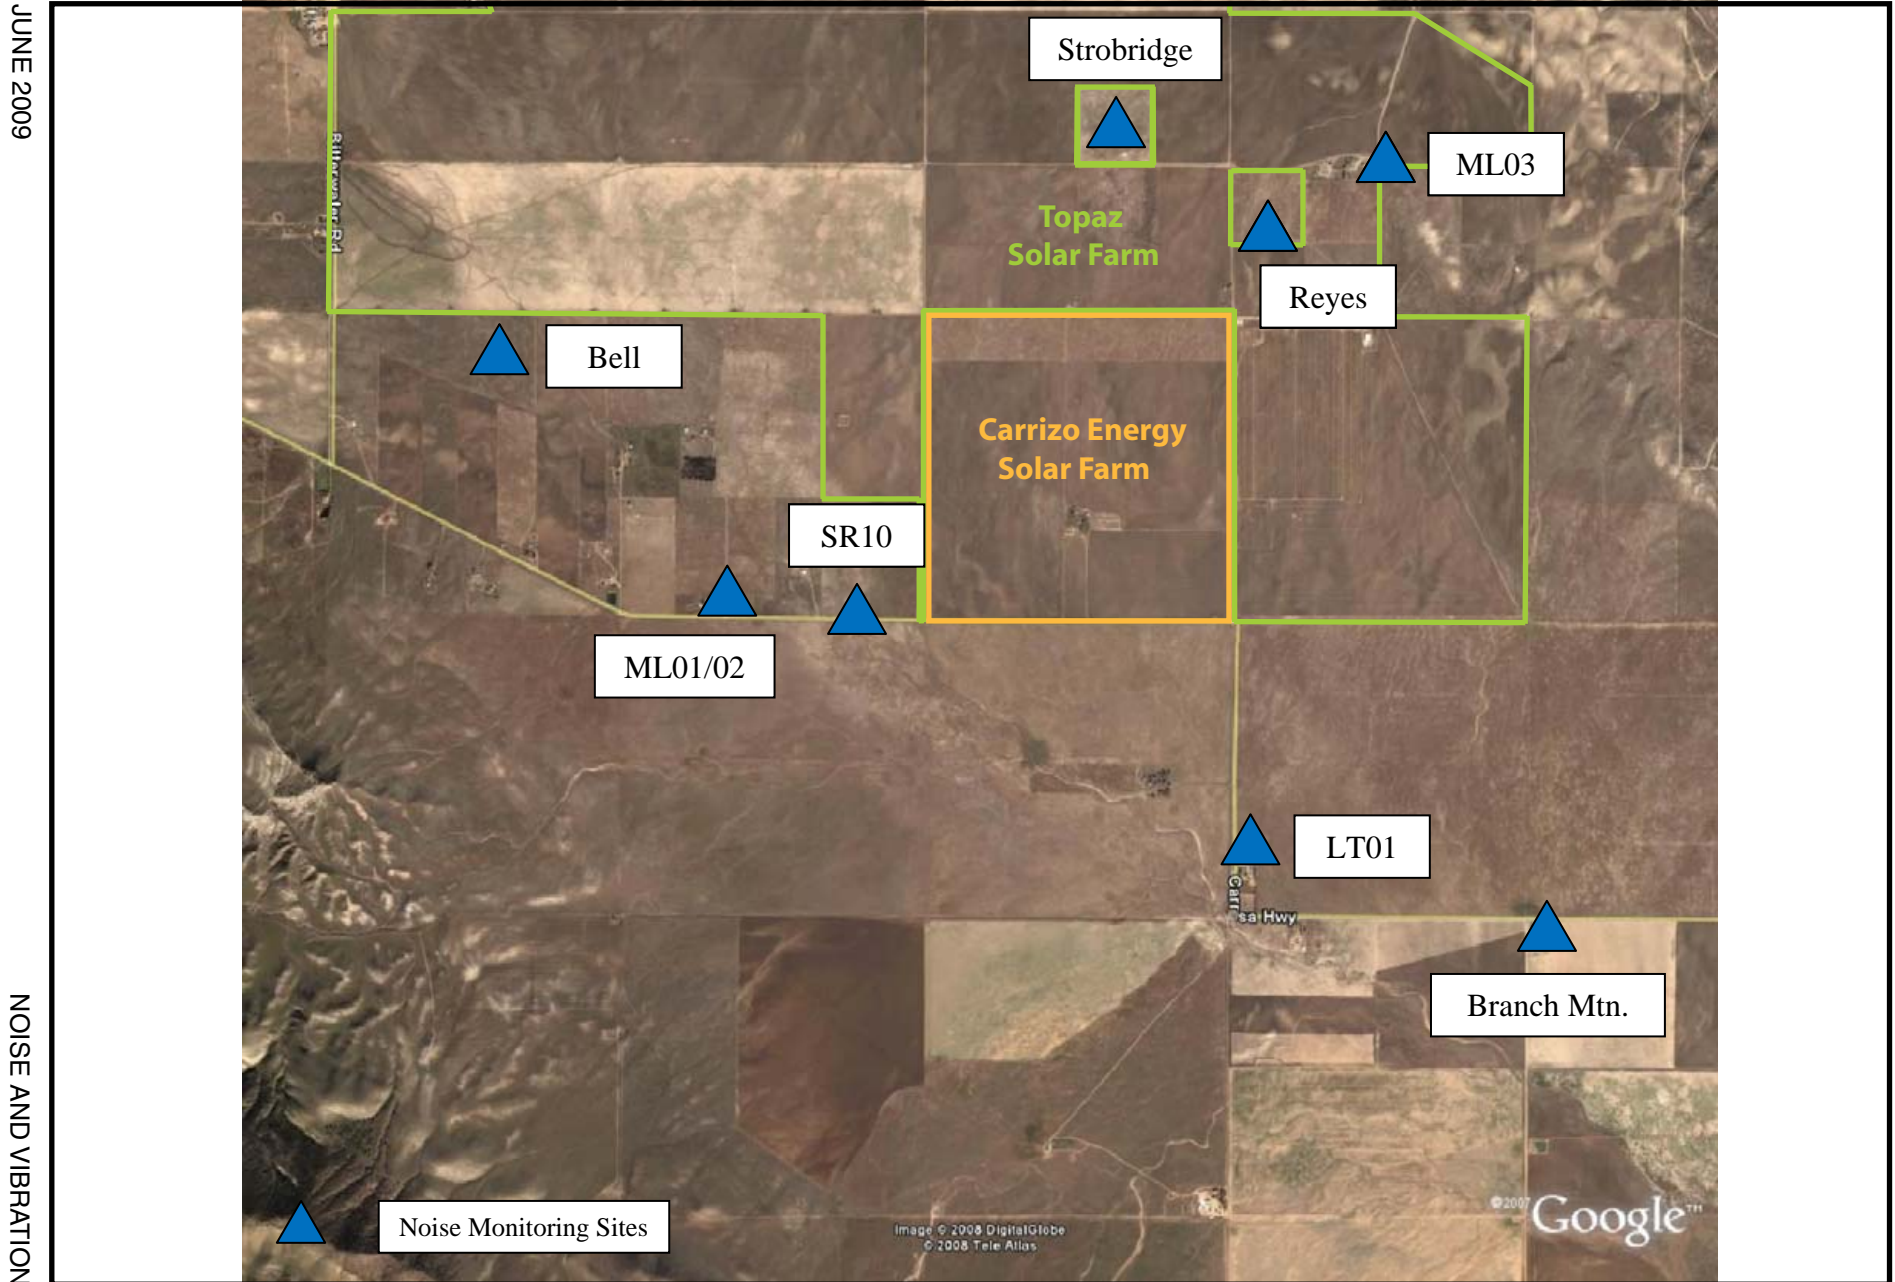 JUNE 2009
NOISE AND VIBRATION
Strobridge
ML03
Topaz
Solar Farm
Reyes
Bell
Carrizo Energy
Solar Farm
SR10
ML01/02
LT01
sa Hwy
Branch Mtn.
Noise Monitoring Sites
Image © 2008 DigitalGlobe
© 2008 Tele Atlas
©2007 Google™